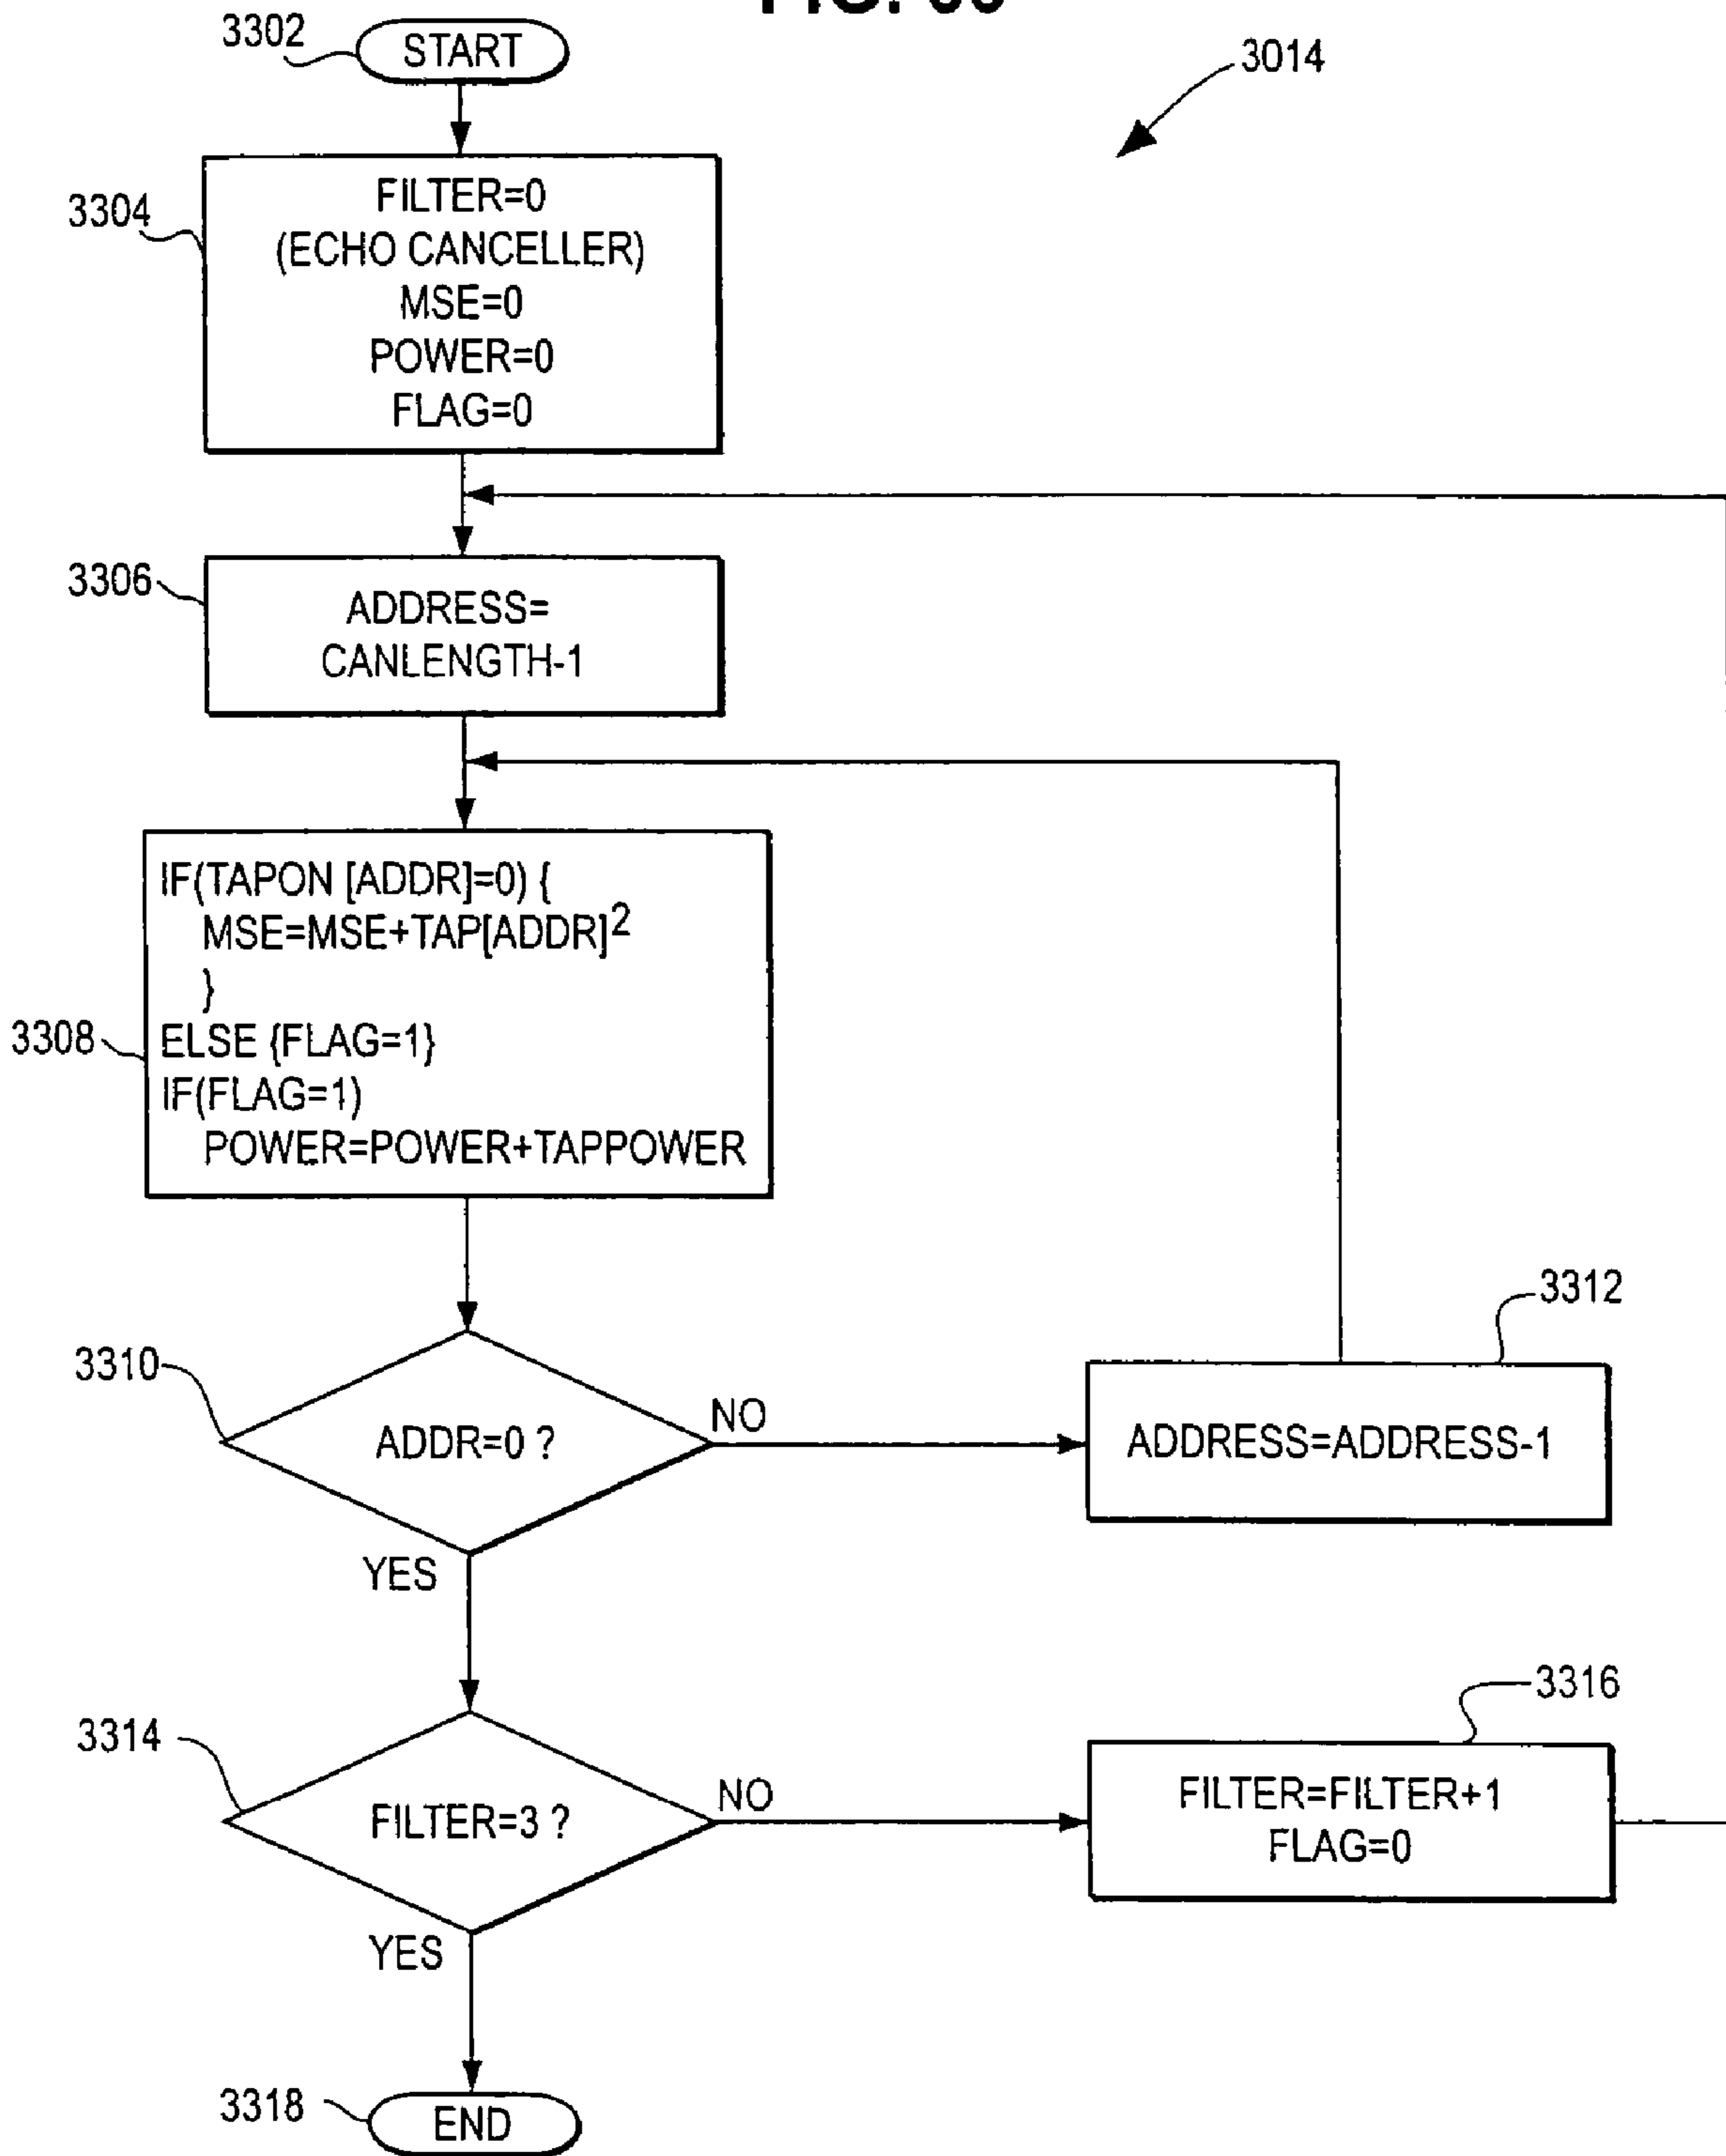 3302
START
3014
3304
FILTER=0
(ECHO CANCELLER)
MSE=0
POWER=0
FLAG=0
3306
ADDRESS=
CANLENGTH-1
3308
IF(TAPON [ADDR]=0) {
MSE=MSE+TAP[ADDR]2
}
ELSE {FLAG=1}
IF(FLAG=1)
POWER=POWER+TAPPOWER
3310
ADDR=0 ?
NO
YES
3312
ADDRESS=ADDRESS-1
3314
FILTER=3 ?
NO
YES
3316
FILTER=FILTER+1
FLAG=0
3318
END